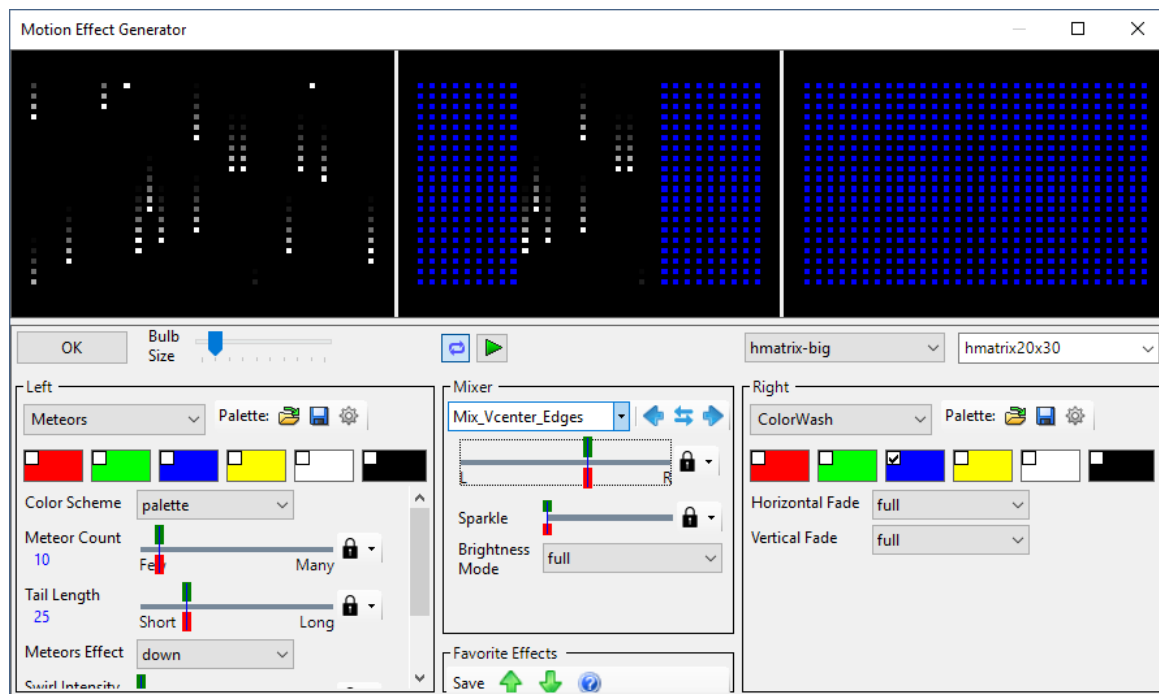 Motion Effect Generator
OK
Bulb
Size
hmatrix-big
hmatrix20x30
Left
Meteors
Palette:
Color Scheme
palette
Meteor Count
10
Few
Many
Tail Length
25
Short
Long
Meteors Effect
down
Swirl Intensity
Mixer
Mix_Vcenter_Edges
L
R
Sparkle
Brightness
Mode
full
Favorite Effects
Save
Right
ColorWash
Palette:
Horizontal Fade
full
Vertical Fade
full